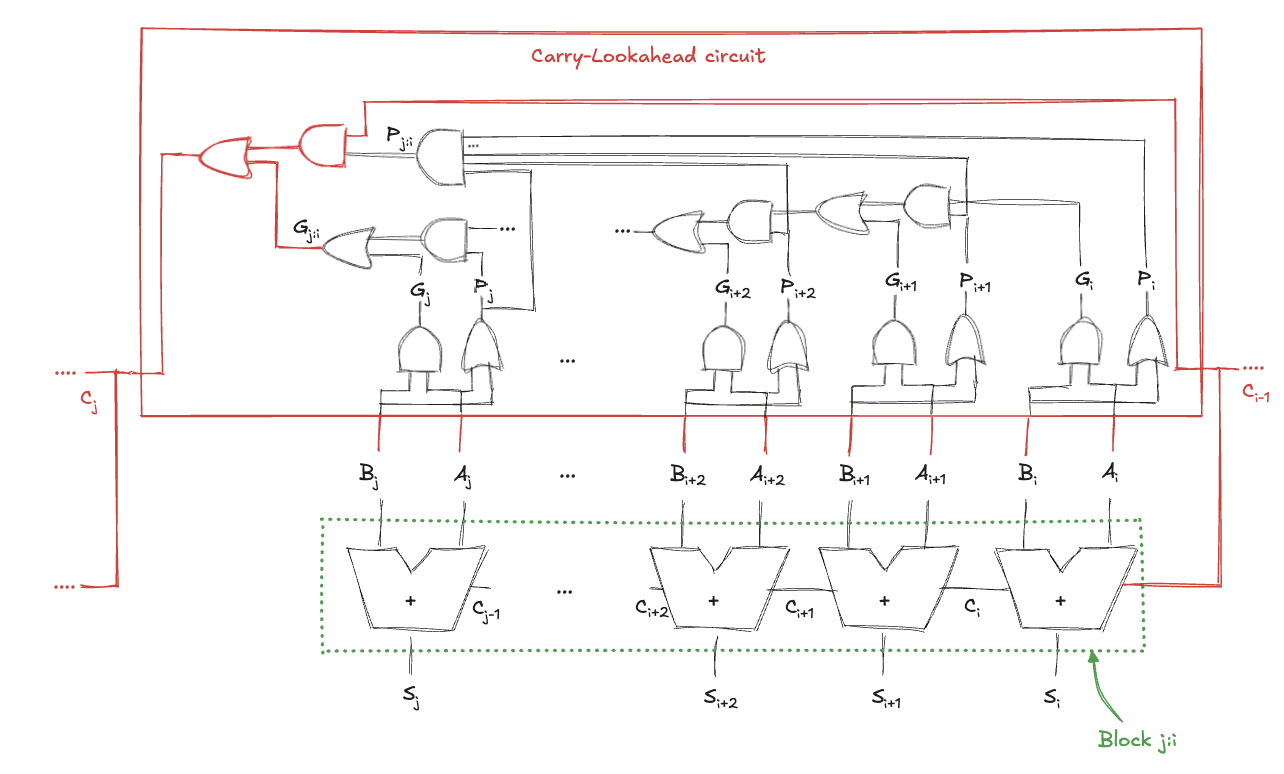 Carry-Lookahead circuit
Pj:i ...
Gj:i ... ...
Gj Pj Gi+2 Pi+2 Gi+1 Pi+1 Gi Pi
...
.... ....
Cj Ci-1
Bj Aj ... Bi+2 Ai+2 Bi+1 Ai+1 Bi Ai
.... ...
+ + + +
Cj-1 Ci+2 Ci+1 Ci
Sj Si+2 Si+1 Si
Block j:i